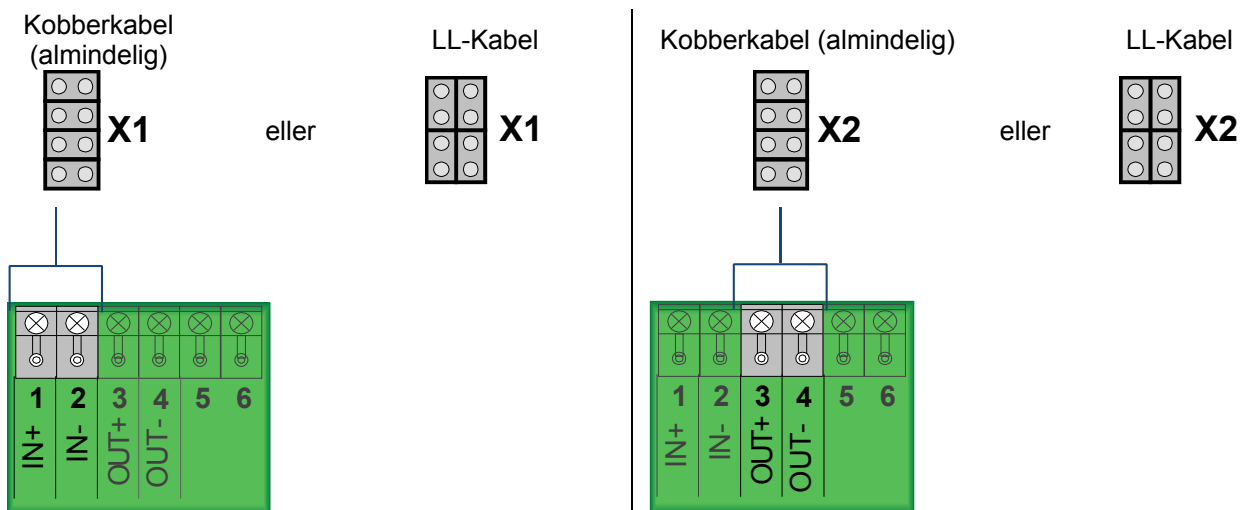 Kobberkabel
(almindelig)
X1
eller
LL-Kabel
X1
1 2 3 4 5 6
IN+ IN- OUT+ OUT-
Kobberkabel (almindelig)
X2
eller
LL-Kabel
X2
1 2 3 4 5 6
IN+ IN- OUT+ OUT-